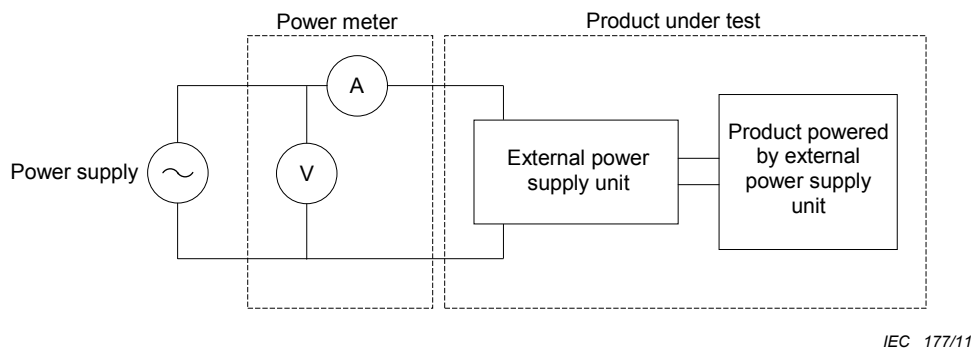 Power meter
Product under test
A
Power supply
V
External power
supply unit
Product powered
by external
power supply
unit
IEC 177/11